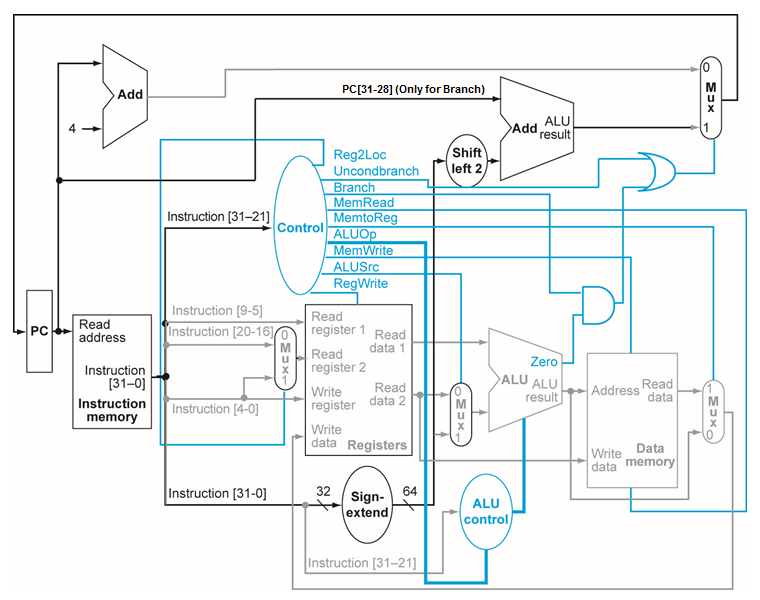 PC[31-28] (Only for Branch)
Add
4
0
M
u
x
1
Add
ALU
result
Shift
left 2
Reg2Loc
Uncondbranch
Branch
MemRead
MemtoReg
ALUOp
MemWrite
ALUSrc
RegWrite
Control
Instruction [31–21]
PC
Read
address
Instruction
[31–0]
Instruction
memory
Instruction [9-5]
Instruction [20-16]
Instruction [4-0]
0
M
u
x
1
Read
register 1
Read
register 2
Write
register
Write
data
Read
data 1
Read
data 2
Registers
0
M
u
x
1
Zero
ALU
ALU
result
Address
Read
data
Write
data
Data
memory
1
M
u
x
0
Instruction [31-0]
32
Sign-
extend
64
ALU
control
Instruction [31–21]